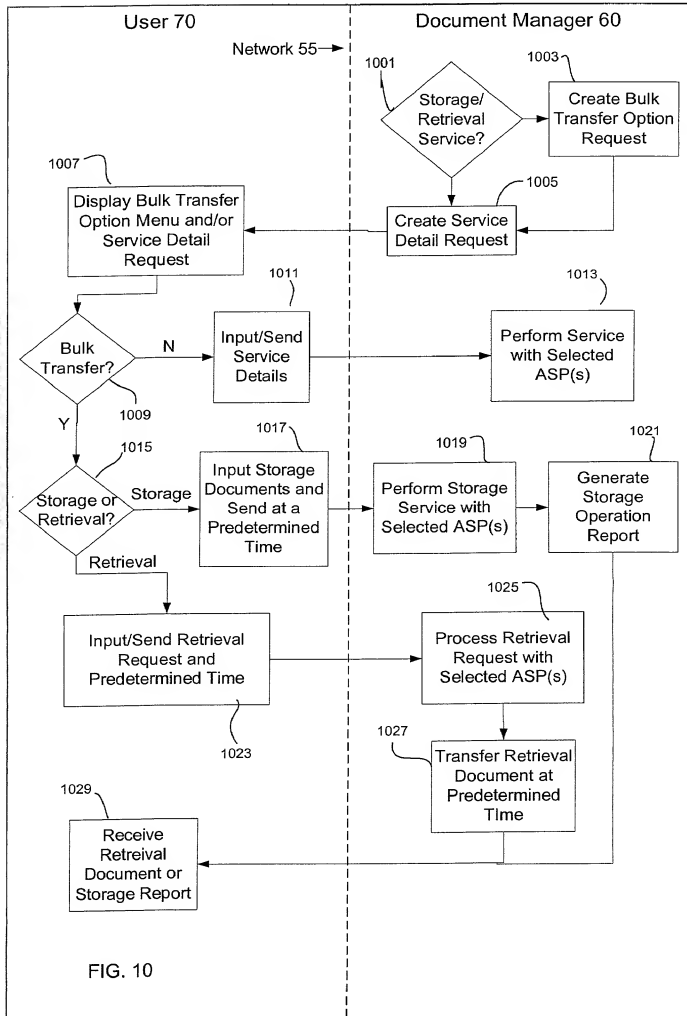 User 70
Document Manager 60
Network 55
1001
1003
Storage/
Retrieval
Service?
Create Bulk
Transfer Option
Request
1007
1005
Display Bulk Transfer
Option Menu and/or
Service Detail
Request
Create Service
Detail Request
1011
1013
Bulk
Transfer?
N
Input/Send
Service
Details
Perform Service
with Selected
ASP(s)
1009
Y
1015
1017
1019
1021
Storage or
Retrieval?
Storage
Input Storage
Documents and
Send at a
Predetermined
Time
Perform Storage
Service with
Selected ASP(s)
Generate
Storage
Operation
Report
Retrieval
1025
Input/Send Retrieval
Request and
Predetermined Time
Process Retrieval
Request with
Selected ASP(s)
1023
1027
Transfer Retrieval
Document at
Predetermined
TIme
1029
Receive
Retreival
Document or
Storage Report
FIG. 10